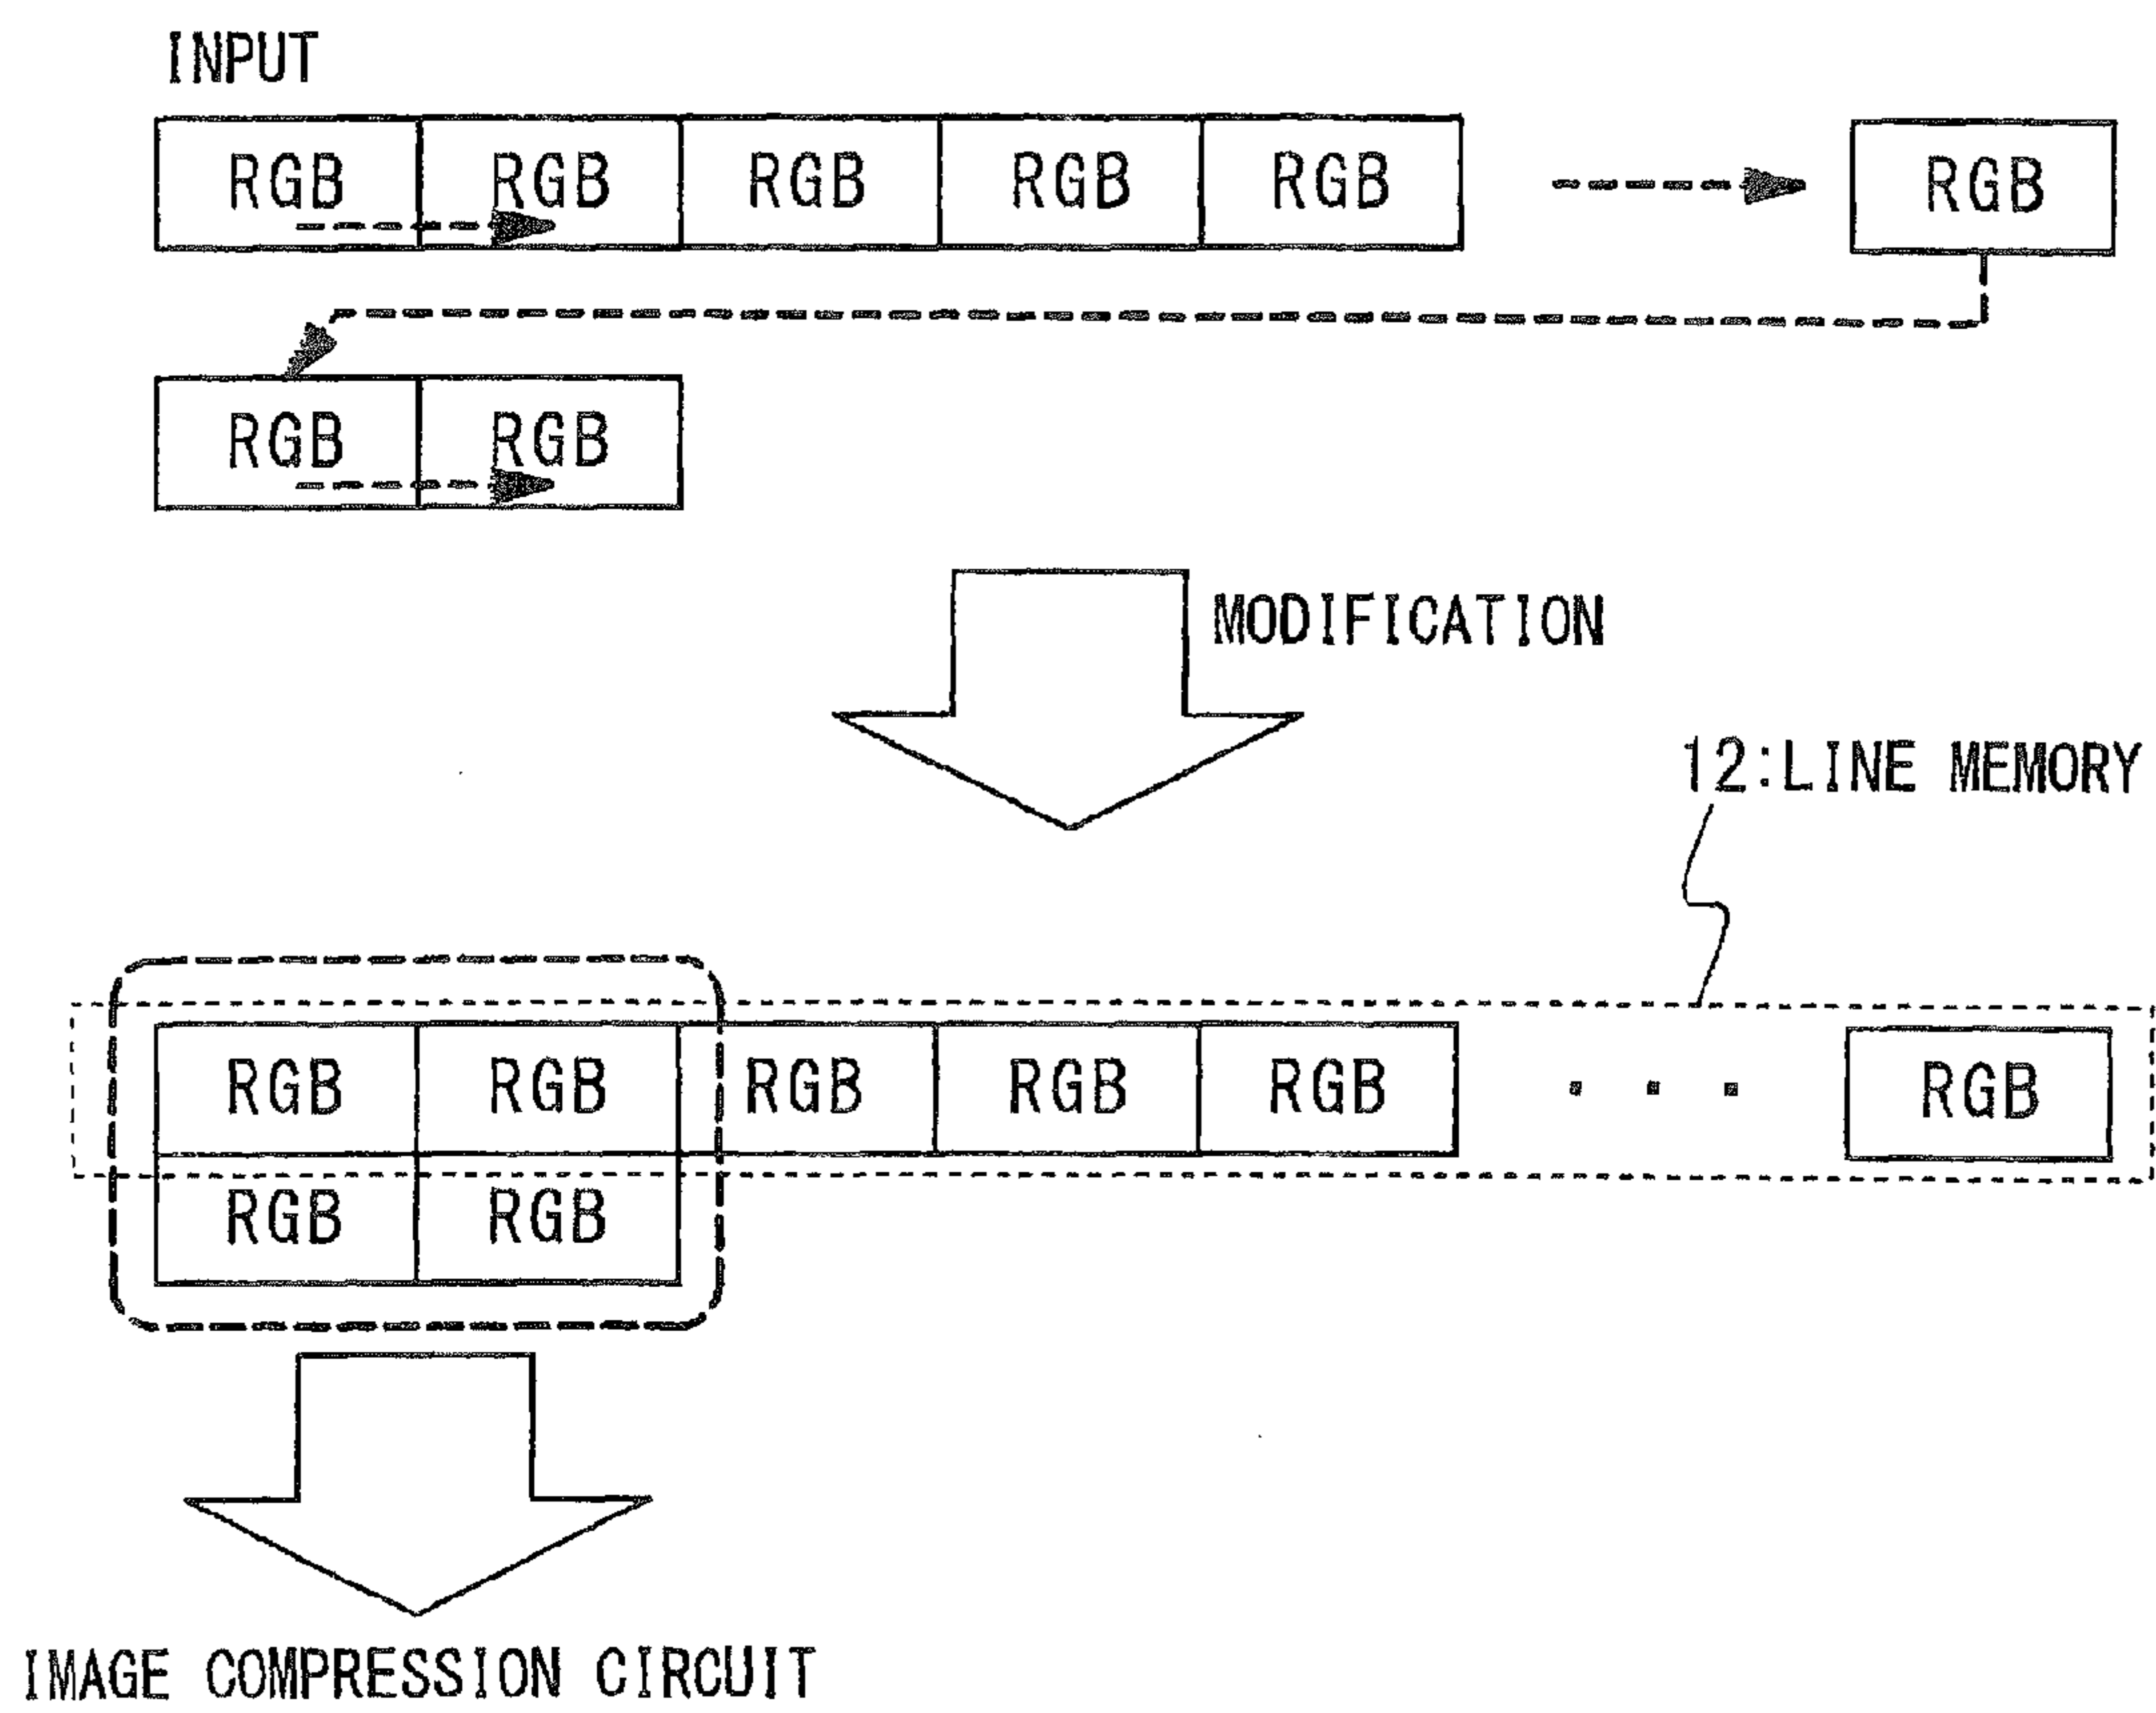 INPUT
RGB RGB RGB RGB RGB RGB
RGB RGB
MODIFICATION
12:LINE MEMORY
RGB RGB RGB RGB RGB . . . RGB
RGB RGB
IMAGE COMPRESSION CIRCUIT